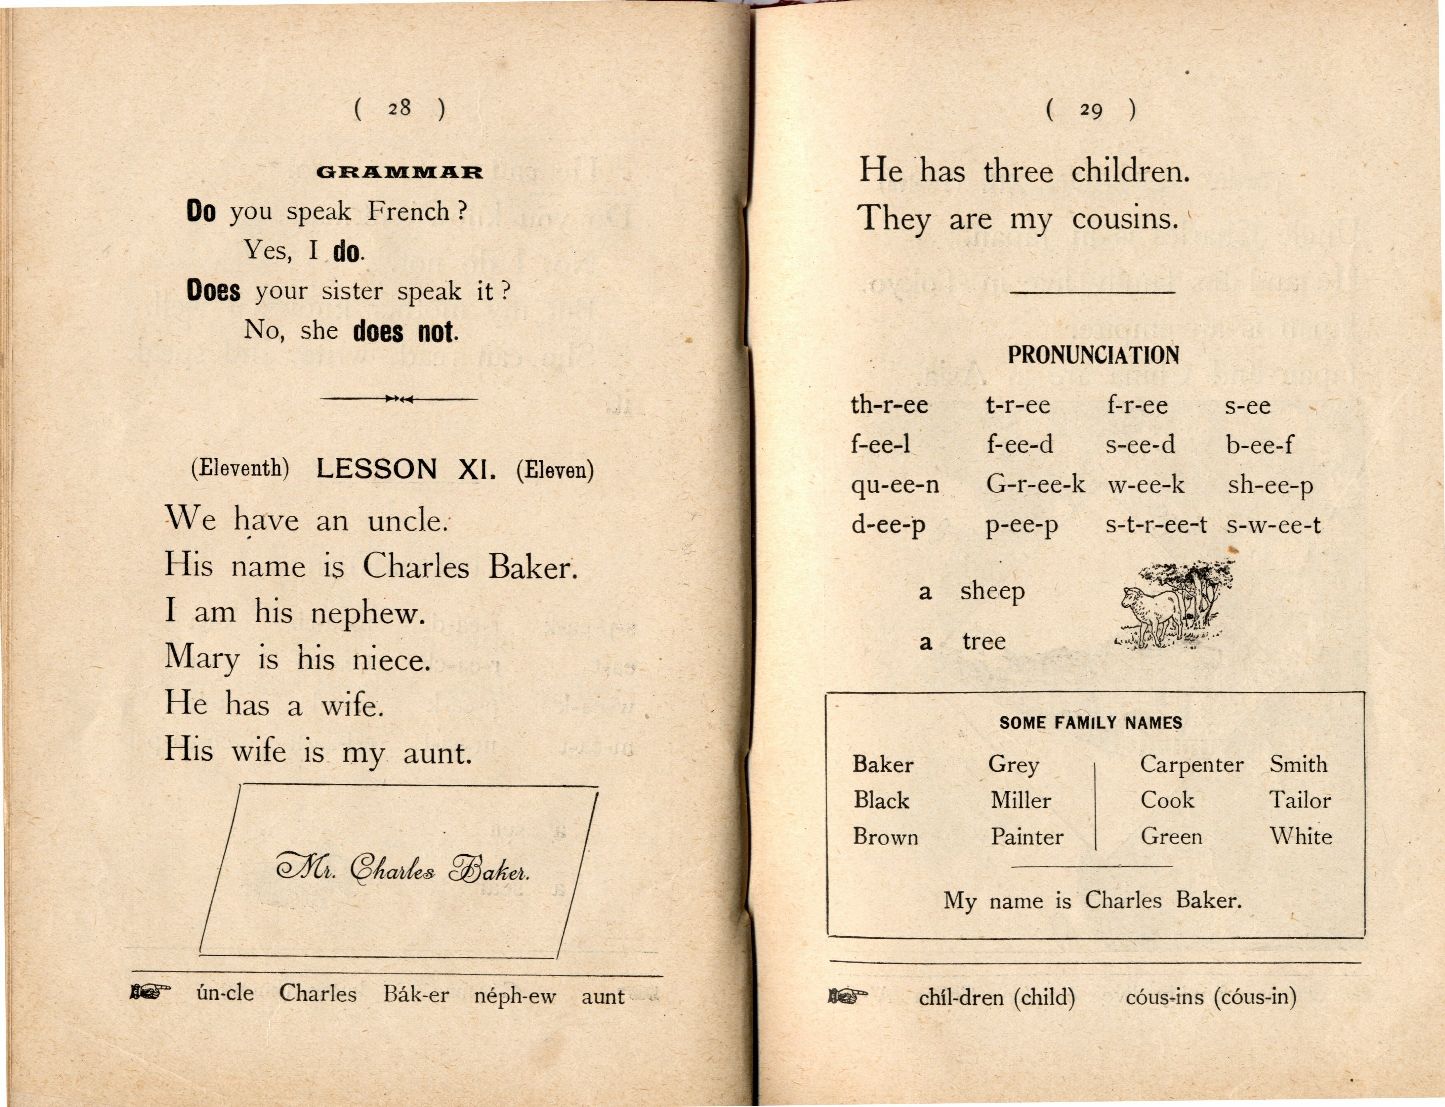 ( 28 )
GRAMMAR
Do you speak French ?
Yes, I do.
Does your sister speak it ?
No, she does not.
(Eleventh) LESSON XI. (Eleven)
We have an uncle.
His name is Charles Baker.
I am his nephew.
Mary is his niece.
He has a wife.
His wife is my aunt.
Mr. Charles Baker.
☞ ún-cle Charles Bák-er néph-ew aunt
( 29 )
He has three children.
They are my cousins.
PRONUNCIATION
th-r-ee t-r-ee f-r-ee s-ee
f-ee-l f-ee-d s-ee-d b-ee-f
qu-ee-n G-r-ee-k w-ee-k sh-ee-p
d-ee-p p-ee-p s-t-r-ee-t s-w-ee-t
a sheep
a tree
SOME FAMILY NAMES
Baker Grey Carpenter Smith
Black Miller Cook Tailor
Brown Painter Green White
My name is Charles Baker.
☞ chíl-dren (child) cóus-ins (cóus-in)